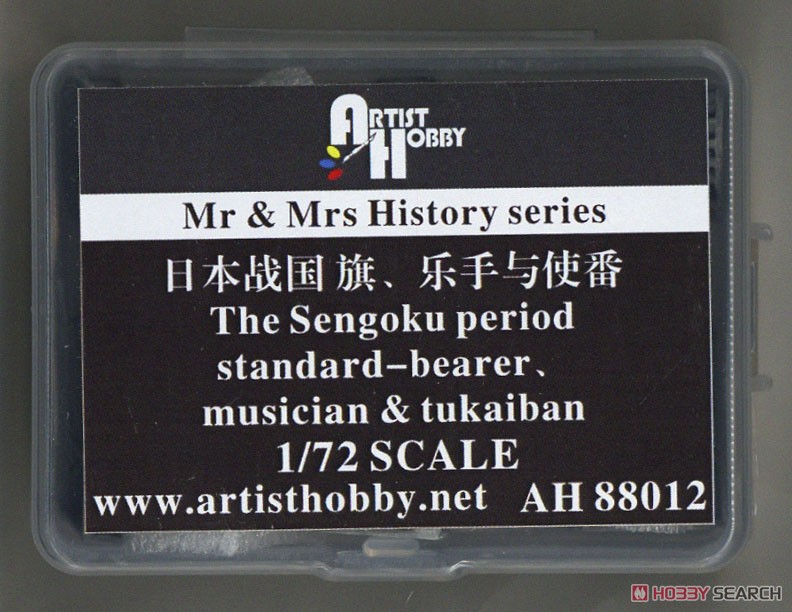 ARTIST
HOBBY
Mr & Mrs History series
日本战国 旗、乐手与使番
The Sengoku period
standard-bearer、
musician & tukaiban
1/72 SCALE
www.artisthobby.net AH 88012
HOBBY SEARCH